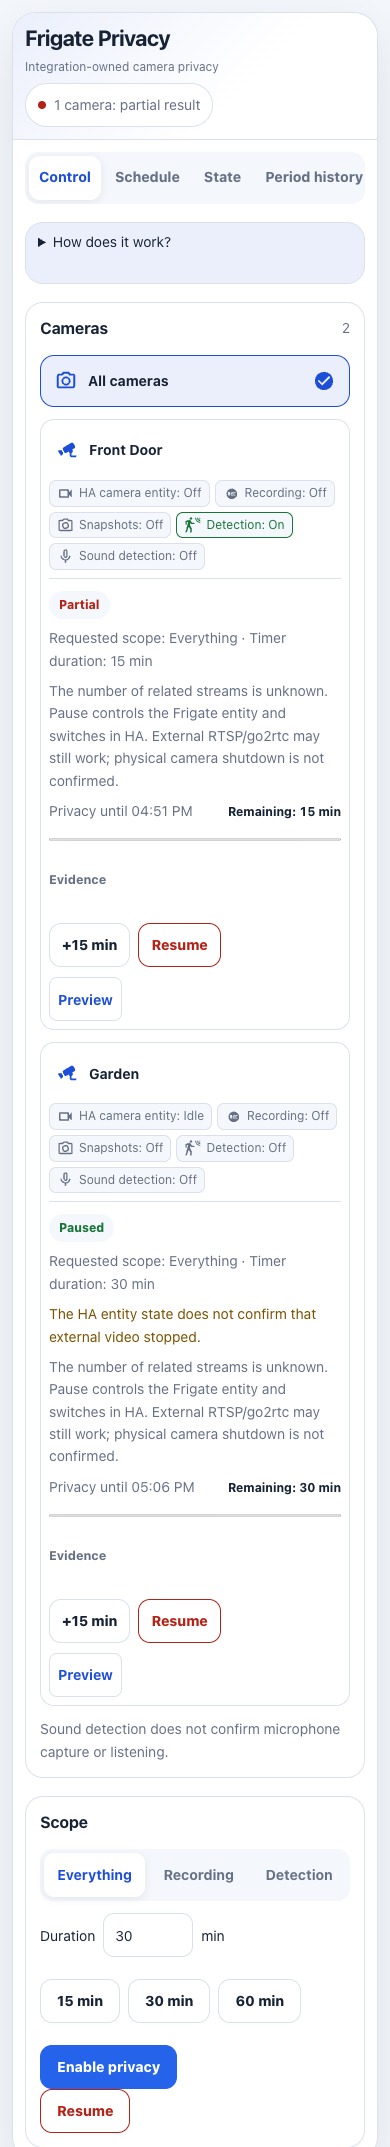 Frigate Privacy
Integration-owned camera privacy
1 camera: partial result
Control Schedule State Period history
How does it work?
Cameras 2
All cameras
Front Door
HA camera entity: Off Recording: Off
Snapshots: Off Detection: On
Sound detection: Off
Partial
Requested scope: Everything · Timer
duration: 15 min
The number of related streams is unknown.
Pause controls the Frigate entity and
switches in HA. External RTSP/go2rtc may
still work; physical camera shutdown is not
confirmed.
Privacy until 04:51 PM Remaining: 15 min
Evidence
+15 min Resume
Preview
Garden
HA camera entity: Idle Recording: Off
Snapshots: Off Detection: Off
Sound detection: Off
Paused
Requested scope: Everything · Timer
duration: 30 min
The HA entity state does not confirm that
external video stopped.
The number of related streams is unknown.
Pause controls the Frigate entity and
switches in HA. External RTSP/go2rtc may
still work; physical camera shutdown is not
confirmed.
Privacy until 05:06 PM Remaining: 30 min
Evidence
+15 min Resume
Preview
Sound detection does not confirm microphone
capture or listening.
Scope
Everything Recording Detection
Duration 30 min
15 min 30 min 60 min
Enable privacy
Resume